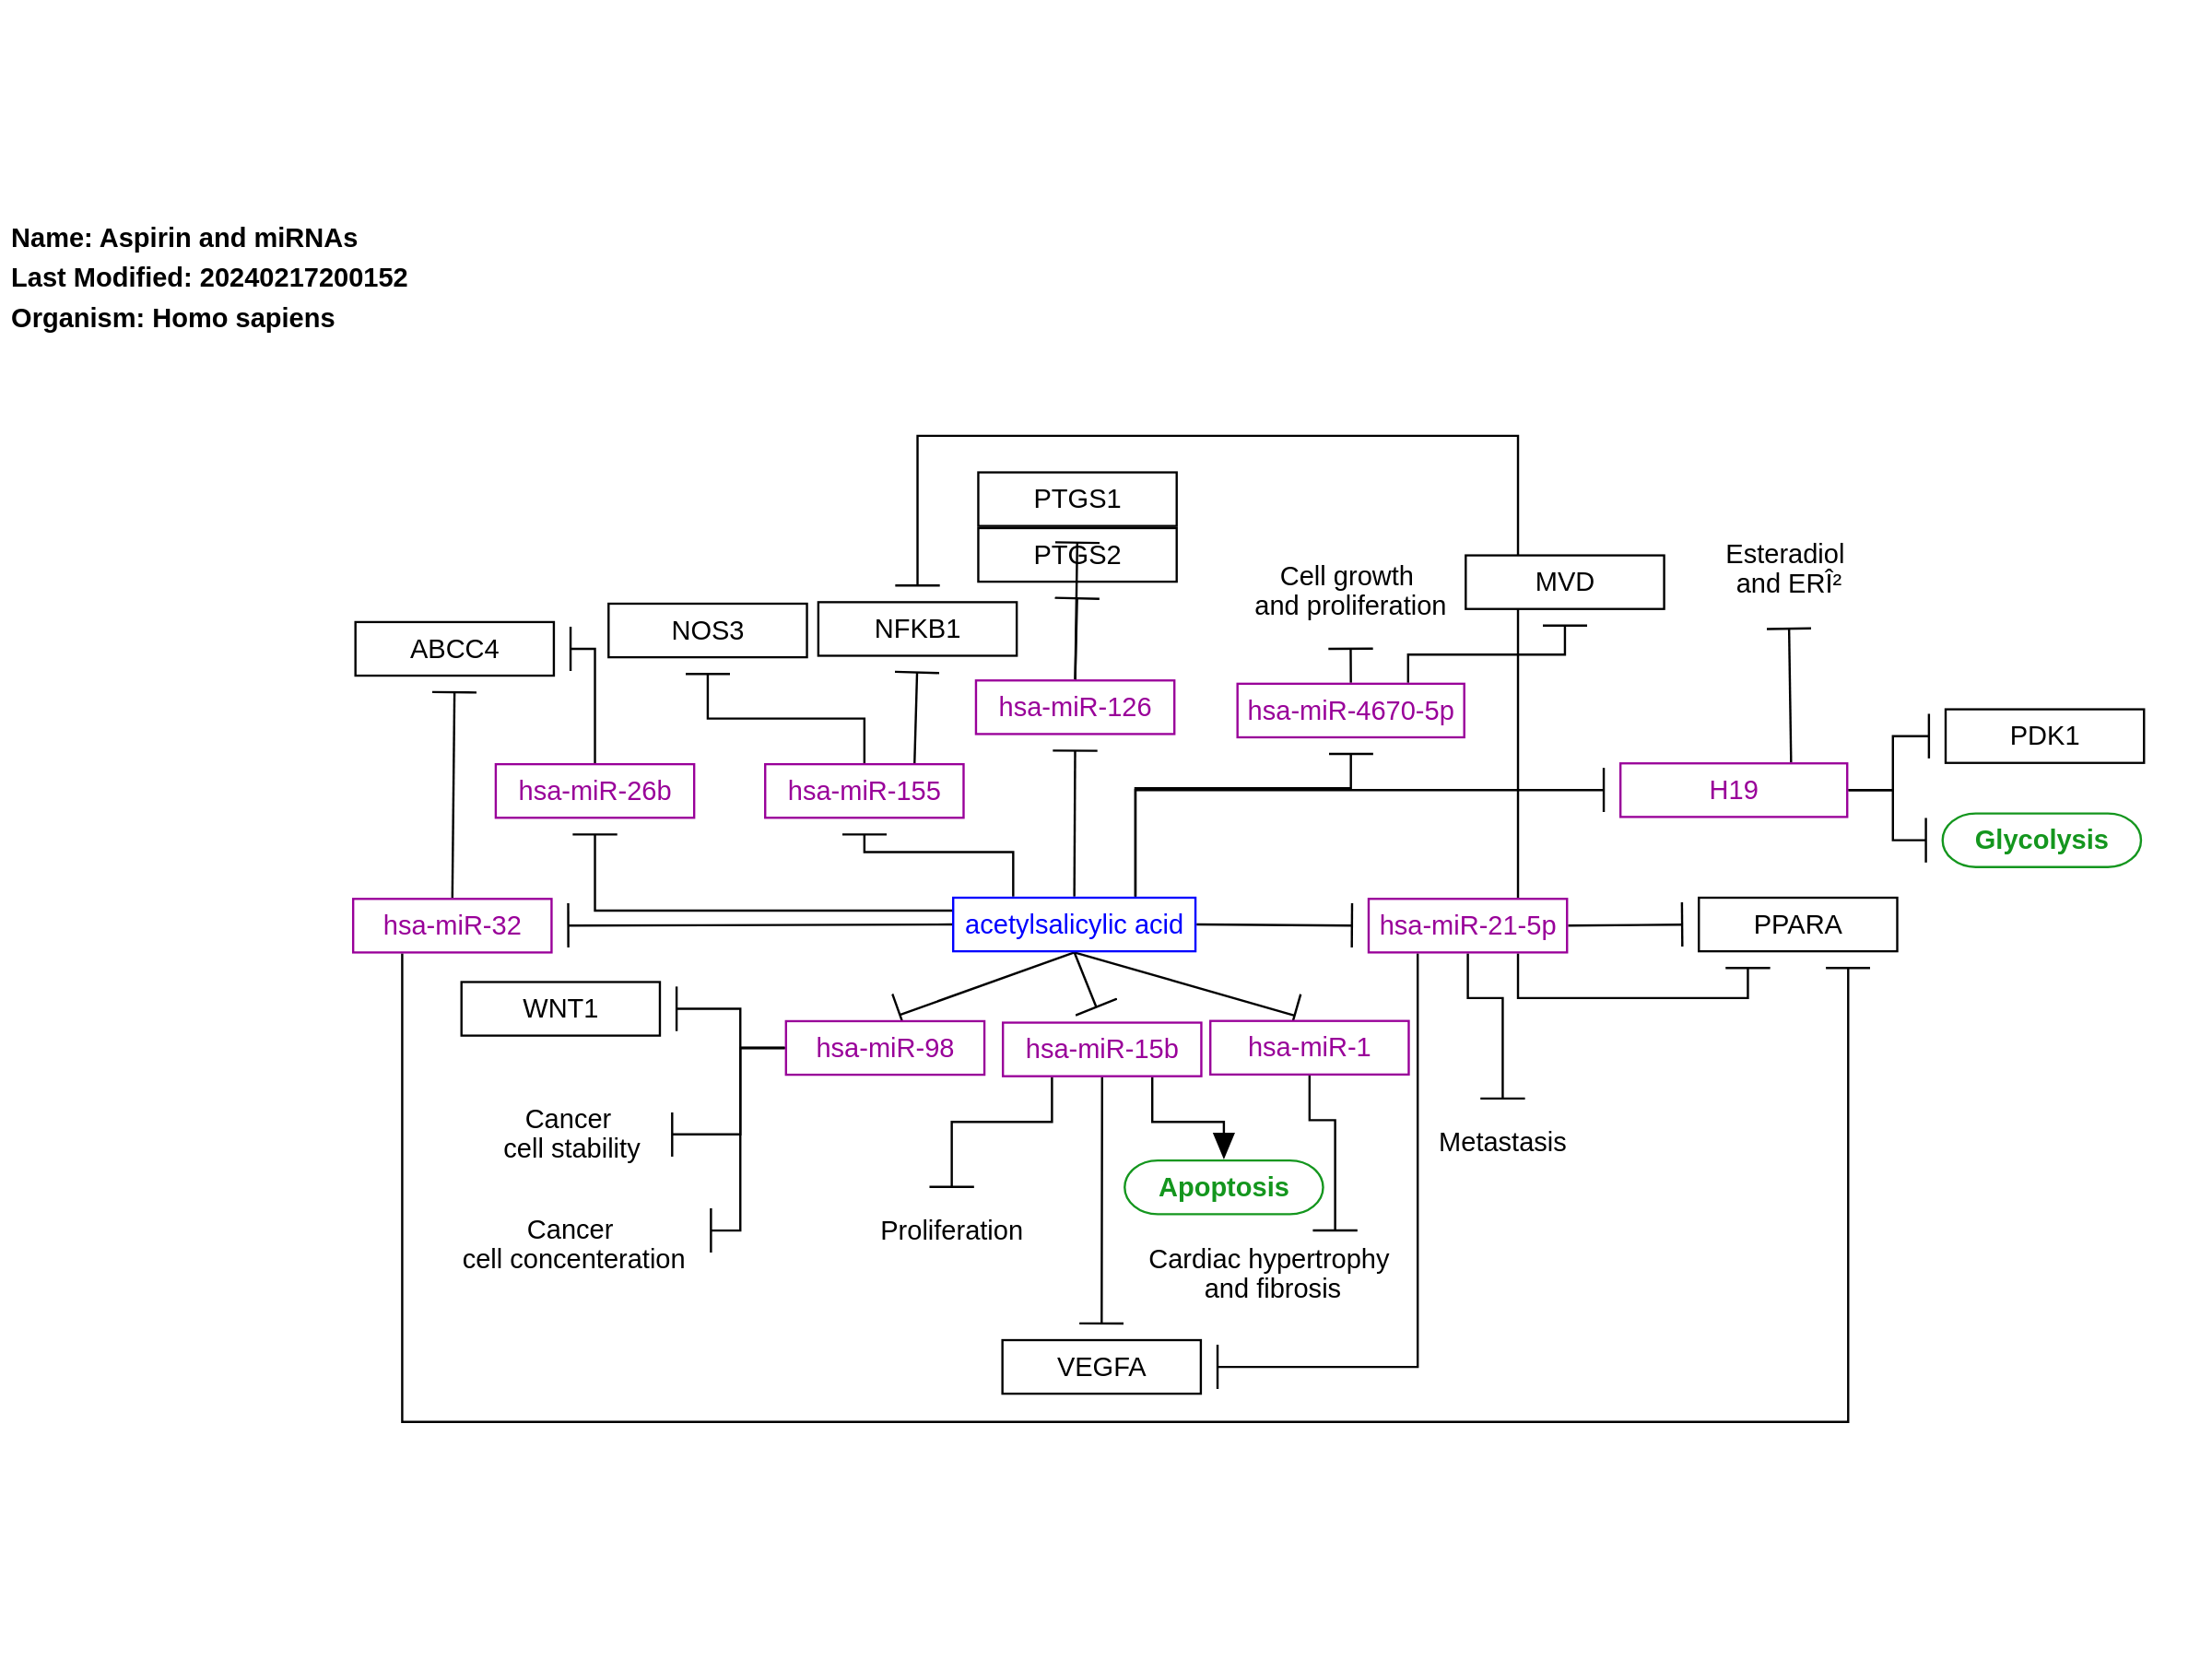 Name: Aspirin and miRNAs
Last Modified: 20240217200152
Organism: Homo sapiens
PTGS1
PTGS2
Cell growth
and proliferation
MVD
Esteradiol
and ERÎ²
ABCC4
NOS3
NFKB1
hsa-miR-126
hsa-miR-4670-5p
PDK1
hsa-miR-26b
hsa-miR-155
H19
Glycolysis
hsa-miR-32
acetylsalicylic acid
hsa-miR-21-5p
PPARA
WNT1
hsa-miR-98
hsa-miR-15b
hsa-miR-1
Cancer
cell stability
Metastasis
Apoptosis
Cancer
cell concenteration
Proliferation
Cardiac hypertrophy
and fibrosis
VEGFA